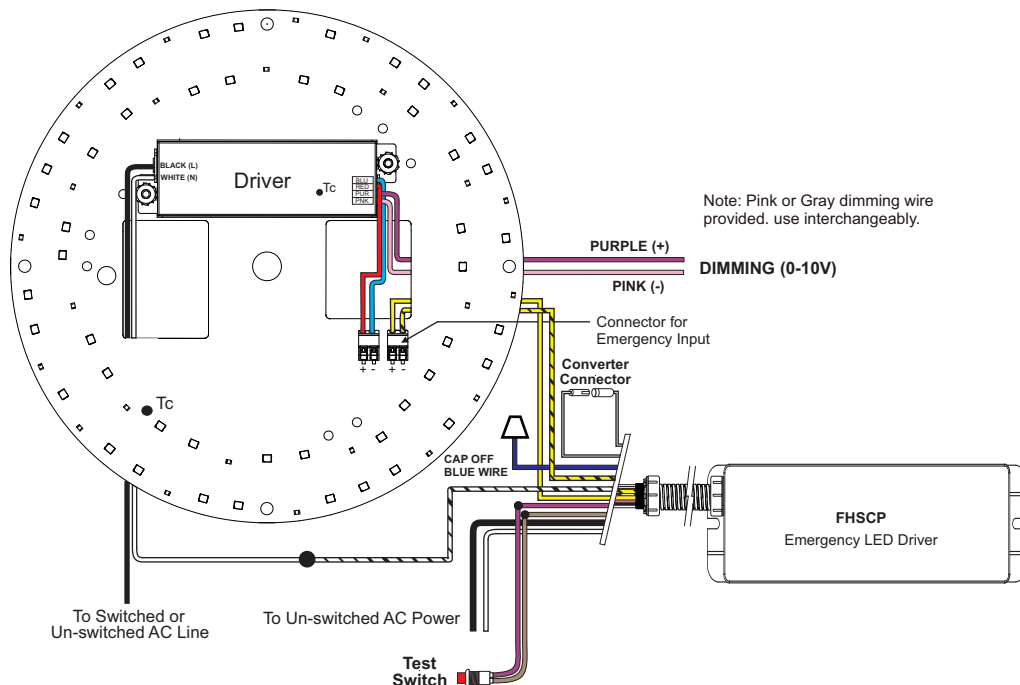 BLACK (L)
WHITE (N)
Driver
Tc
BLU
RED
PUR
PNK
Note: Pink or Gray dimming wire
provided. use interchangeably.
PURPLE (+)
DIMMING (0-10V)
PINK (-)
Connector for
Emergency Input
+ - + -
Converter
Connector
Tc
CAP OFF
BLUE WIRE
FHSCP
Emergency LED Driver
To Switched or
Un-switched AC Line
To Un-switched AC Power
Test
Switch